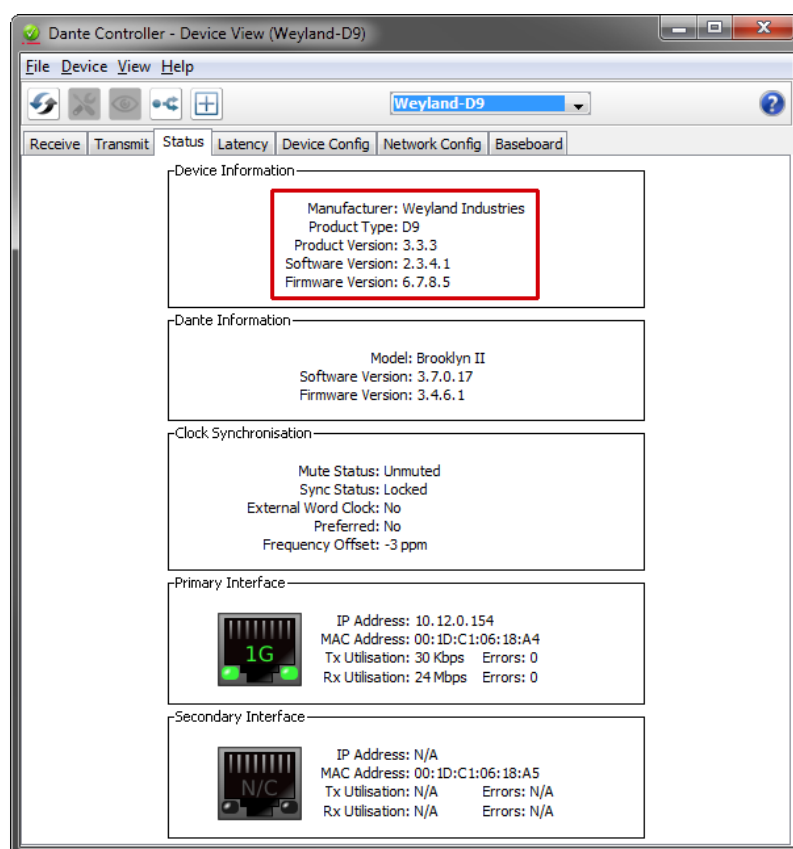 Dante Controller - Device View (Weyland-D9)
File Device View Help
Weyland-D9
Receive Transmit Status Latency Device Config Network Config Baseboard
Device Information
Manufacturer: Weyland Industries
Product Type: D9
Product Version: 3.3.3
Software Version: 2.3.4.1
Firmware Version: 6.7.8.5
Dante Information
Model: Brooklyn II
Software Version: 3.7.0.17
Firmware Version: 3.4.6.1
Clock Synchronisation
Mute Status: Unmuted
Sync Status: Locked
External Word Clock: No
Preferred: No
Frequency Offset: -3 ppm
Primary Interface
1G
IP Address: 10.12.0.154
MAC Address: 00:1D:C1:06:18:A4
Tx Utilisation: 30 Kbps Errors: 0
Rx Utilisation: 24 Mbps Errors: 0
Secondary Interface
N/C
IP Address: N/A
MAC Address: 00:1D:C1:06:18:A5
Tx Utilisation: N/A Errors: N/A
Rx Utilisation: N/A Errors: N/A